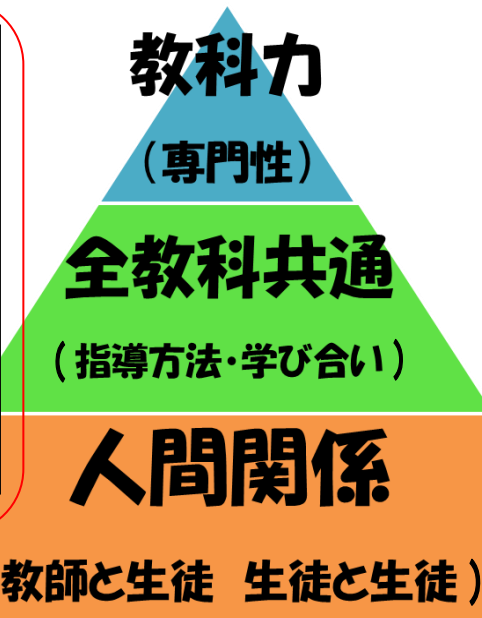 教科力
（専門性）
全教科共通
（指導方法・学び合い）
人間関係
教師と生徒　生徒と生徒）